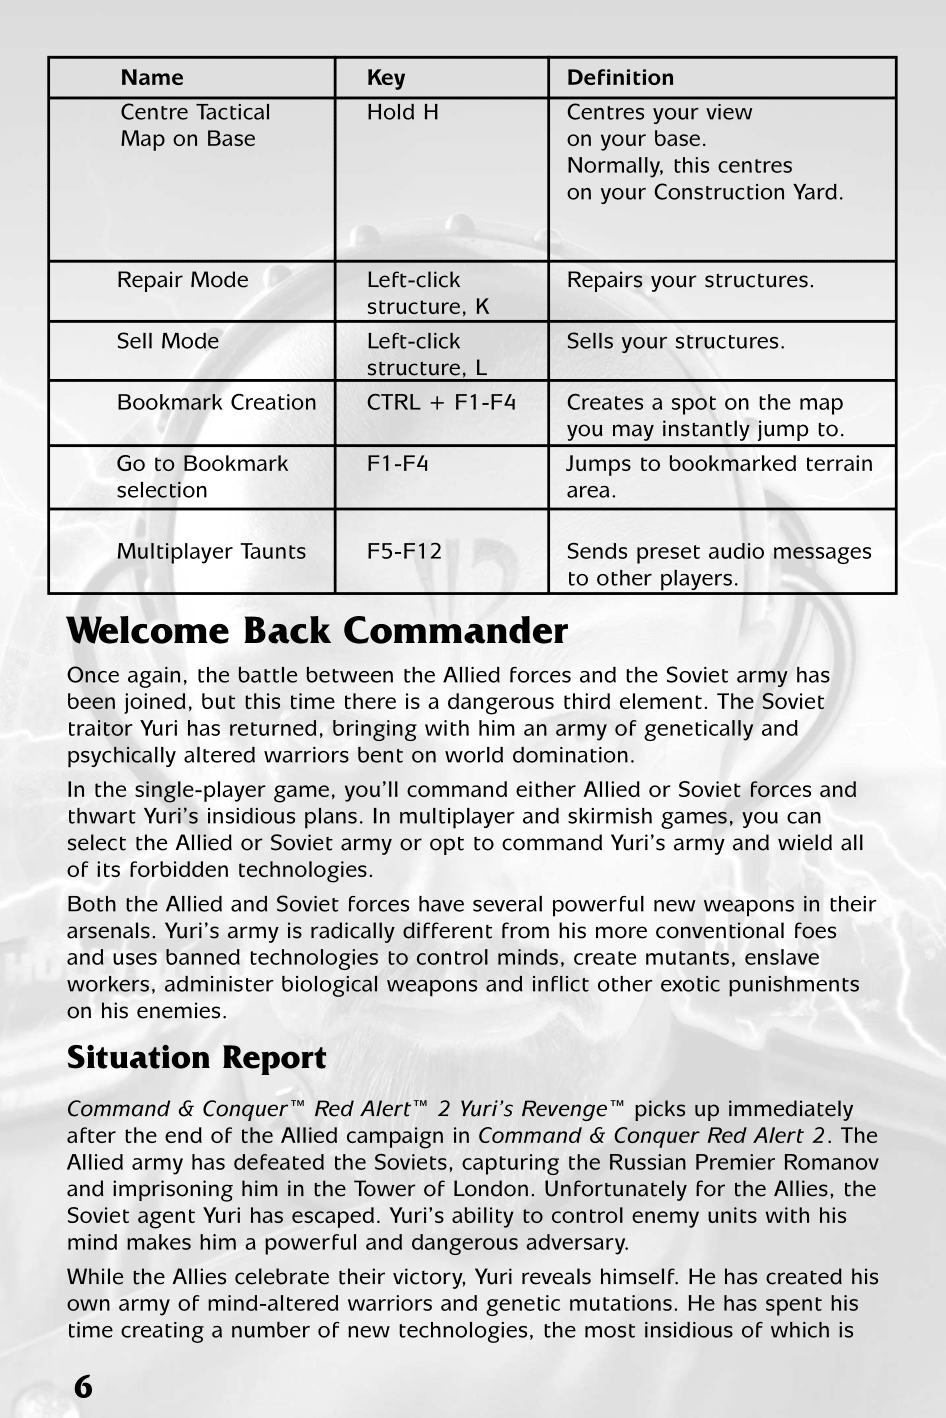 Name Key Definition
Centre Tactical Hold H Centres your view
Map on Base on your base.
Normally, this centres
on your Construction Yard.
Repair Mode Left-click Repairs your structures.
structure, K
Sell Mode Left-click Sells your structures.
structure, L
Bookmark Creation CTRL + F1-F4 Creates a spot on the map
you may instantly jump to.
Go to Bookmark F1-F4 Jumps to bookmarked terrain
selection area.
Multiplayer Taunts F5-F12 Sends preset audio messages
to other players.
Welcome Back Commander
Once again, the battle between the Allied forces and the Soviet army has
been joined, but this time there is a dangerous third element. The Soviet
traitor Yuri has returned, bringing with him an army of genetically and
psychically altered warriors bent on world domination.
In the single-player game, you’ll command either Allied or Soviet forces and
thwart Yuri’s insidious plans. In multiplayer and skirmish games, you can
select the Allied or Soviet army or opt to command Yuri’s army and wield all
of its forbidden technologies.
Both the Allied and Soviet forces have several powerful new weapons in their
arsenals. Yuri’s army is radically different from his more conventional foes
and uses banned technologies to control minds, create mutants, enslave
workers, administer biological weapons and inflict other exotic punishments
on his enemies.
Situation Report
Command & Conquer™ Red Alert™ 2 Yuri’s Revenge™ picks up immediately
after the end of the Allied campaign in Command & Conquer Red Alert 2. The
Allied army has defeated the Soviets, capturing the Russian Premier Romanov
and imprisoning him in the Tower of London. Unfortunately for the Allies, the
Soviet agent Yuri has escaped. Yuri’s ability to control enemy units with his
mind makes him a powerful and dangerous adversary.
While the Allies celebrate their victory, Yuri reveals himself. He has created his
own army of mind-altered warriors and genetic mutations. He has spent his
time creating a number of new technologies, the most insidious of which is
6